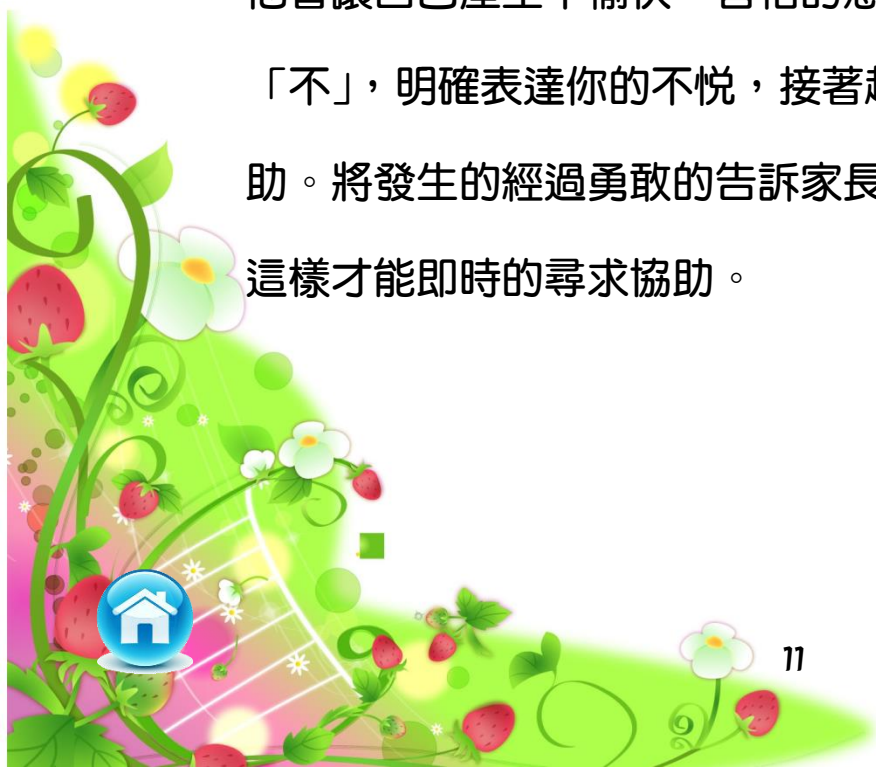 「不」，明確表達你的不悅，接著
助。將發生的經過勇敢的告訴家長
這樣才能即時的尋求協助。
11